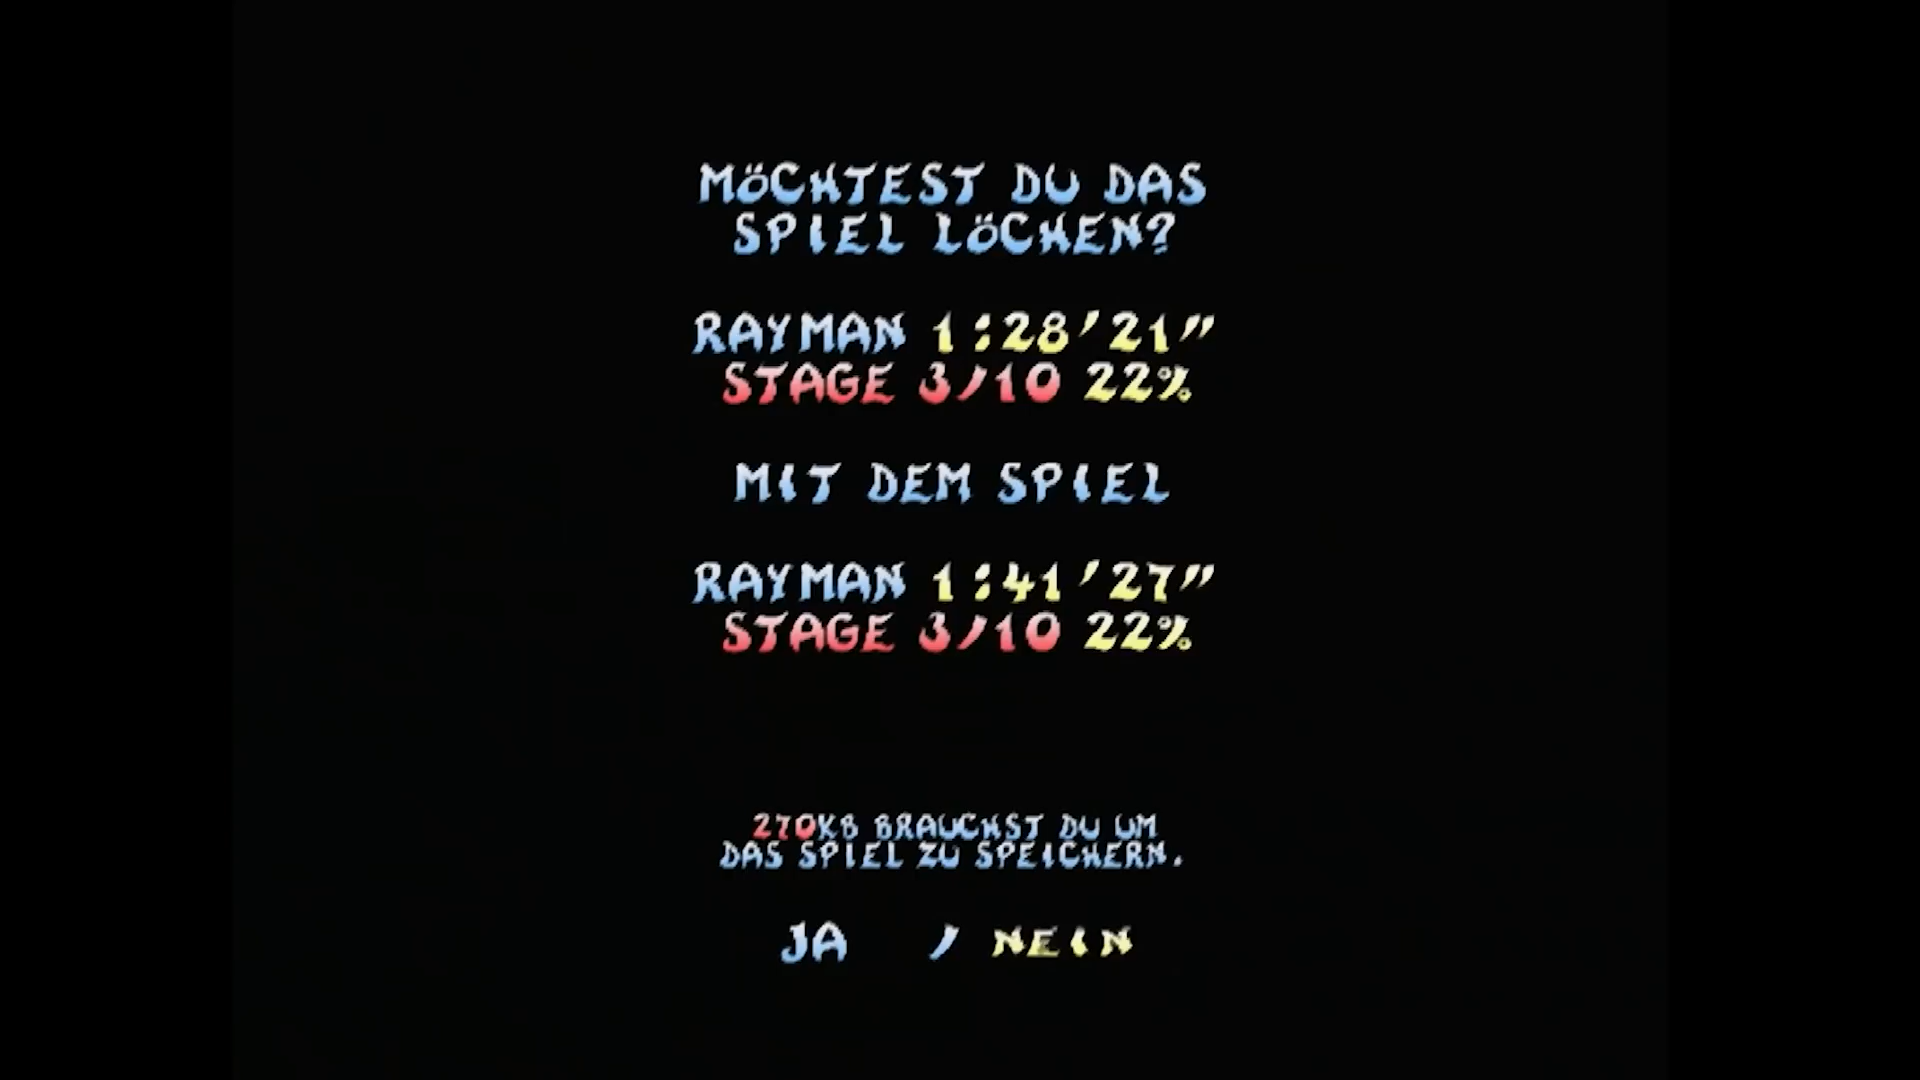 MÖCHTEST DU DAS
SPIEL LÖCHEN?
RAYMAN 1:28'21"
STAGE 3/10 22%
MIT DEM SPIEL
RAYMAN 1:41'27"
STAGE 3/10 22%
270KB BRAUCHST DU UM
DAS SPIEL ZU SPEICHERN.
JA / NEIN